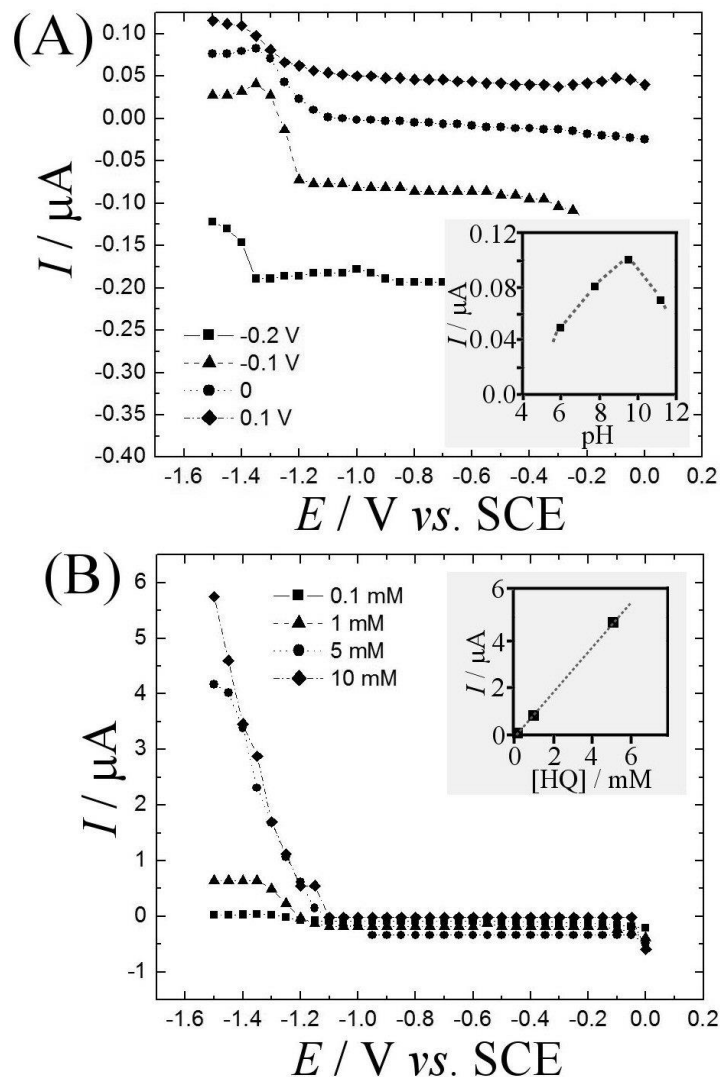 (A)
0.10
0.05
0.00
-0.05
-0.10
-0.15
-0.20
-0.25
-0.30
-0.35
-0.40
I / μA
-0.2 V
-0.1 V
0
0.1 V
0.12
0.08
0.04
0.0
I / μA
4 6 8 10 12
pH
-1.6 -1.4 -1.2 -1.0 -0.8 -0.6 -0.4 -0.2 0.0 0.2
E / V vs. SCE
(B)
6
5
4
3
2
1
0
-1
I / μA
0.1 mM
1 mM
5 mM
10 mM
6
4
2
0
I / μA
0 2 4 6
[HQ] / mM
-1.6 -1.4 -1.2 -1.0 -0.8 -0.6 -0.4 -0.2 0.0 0.2
E / V vs. SCE